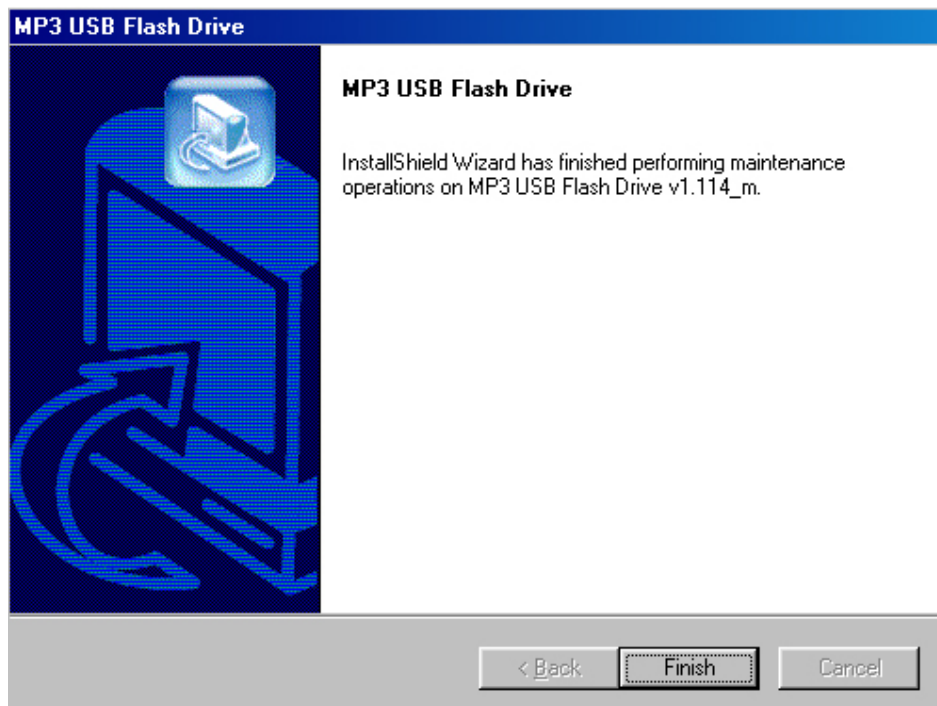 MP3 USB Flash Drive
MP3 USB Flash Drive
InstallShield Wizard has finished performing maintenance
operations on MP3 USB Flash Drive v1.114_m.
< Back
Finish
Cancel